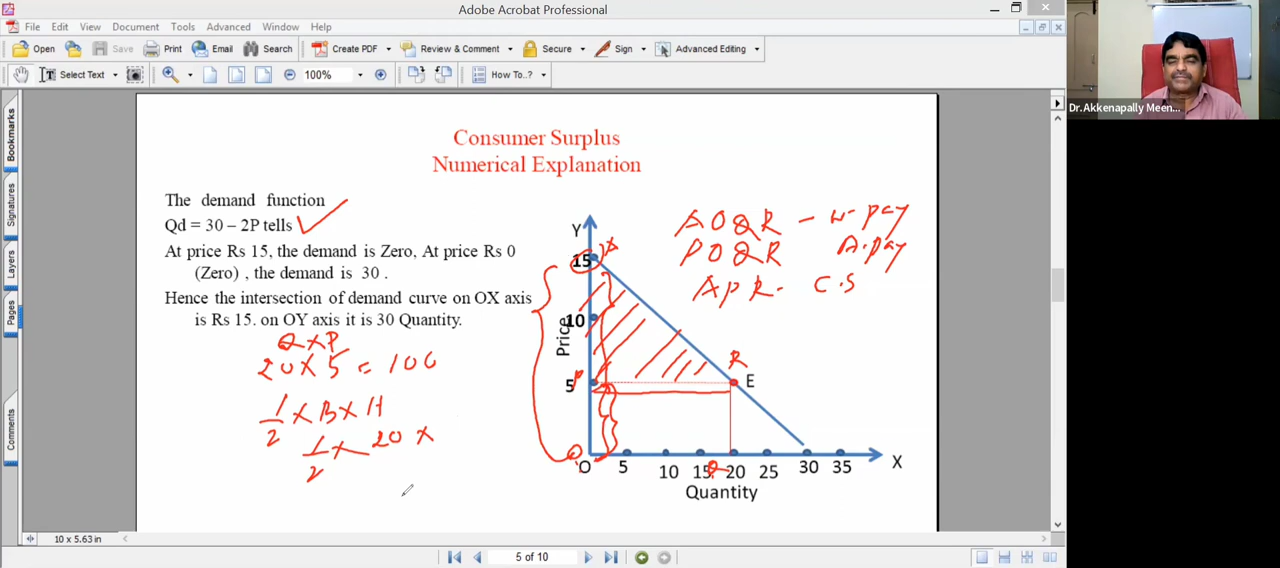 Adobe Acrobat Professional
File Edit View Document Tools Advanced Window Help
Open Save Print Email Search Create PDF Review & Comment Secure Sign Advanced Editing
Select Text 100% How To..?
Dr.Akkenapally Meen...
Bookmarks
Signatures
Layers
Pages
Comments
Consumer Surplus
Numerical Explanation
The demand function
Qd = 30 – 2P tells
At price Rs 15, the demand is Zero, At price Rs 0
(Zero) , the demand is 30 .
Hence the intersection of demand curve on OX axis
is Rs 15. on OY axis it is 30 Quantity.
Q x P
20 x 5 = 100
1/2 x B x H
1/2 x 20 x
AOQR - w-pay
POQR A-pay
APR - C.S
Y
A
15
10
Price
P
5
R
E
O
O 5 10 15 Q 20 25 30 35 X
Quantity
10 x 5.63 in
5 of 10